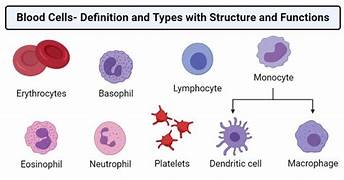 Blood Cells- Definition and Types with Structure and Functions
Erythrocytes
Basophil
Lymphocyte
Monocyte
Eosinophil
Neutrophil
Platelets
Dendritic cell
Macrophage